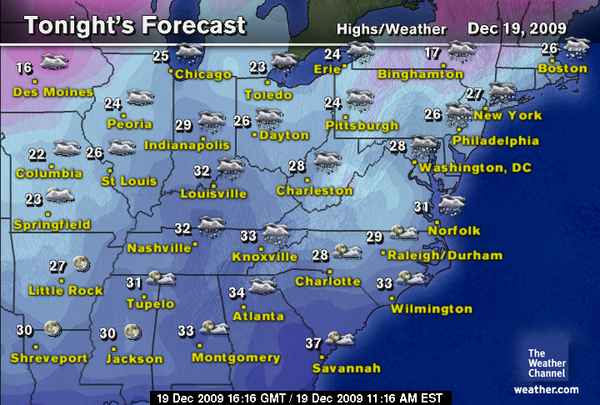 Tonight's Forecast
Highs/Weather
Dec 19, 2009
16
Des Moines
25
Chicago
23
Toledo
24
Erie
17
Binghamton
26
Boston
24
Peoria
29
Indianapolis
26
Dayton
24
Pittsburgh
27
New York
26
Philadelphia
22
Columbia
26
St Louis
32
Louisville
28
Charleston
28
Washington, DC
23
Springfield
32
Nashville
33
Knoxville
29
Raleigh/Durham
31
Norfolk
27
Little Rock
31
Tupelo
34
Atlanta
28
Charlotte
33
Wilmington
30
Shreveport
30
Jackson
33
Montgomery
37
Savannah
The
Weather
Channel
weather.com
19 Dec 2009 16:16 GMT / 19 Dec 2009 11:16 AM EST